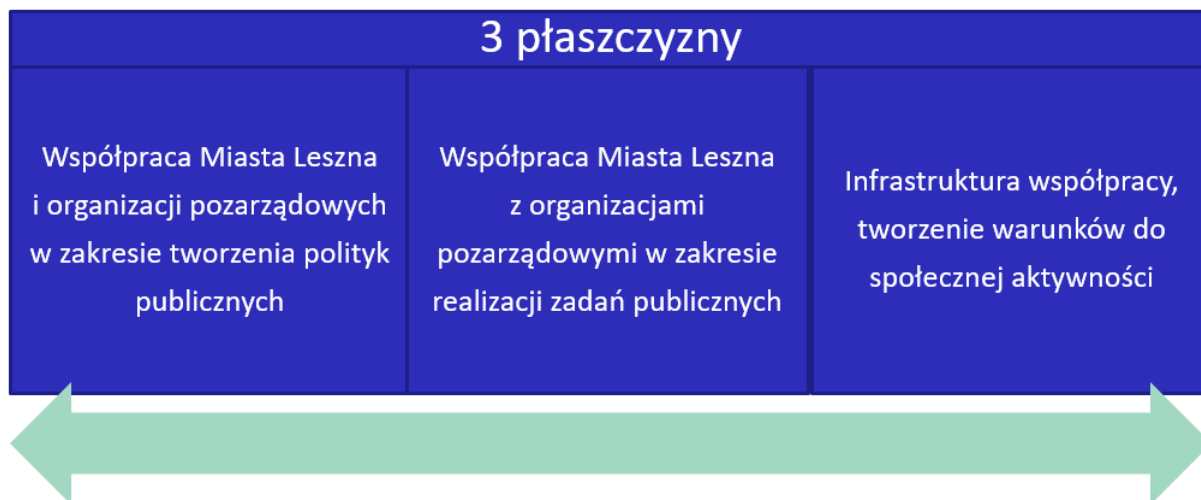 3 płaszczyzny
Współpraca Miasta Leszna
i organizacji pozarządowych
w zakresie tworzenia polityk
publicznych
Współpraca Miasta Leszna
z organizacjami
pozarządowymi w zakresie
realizacji zadań publicznych
Infrastruktura współpracy,
tworzenie warunków do
społecznej aktywności